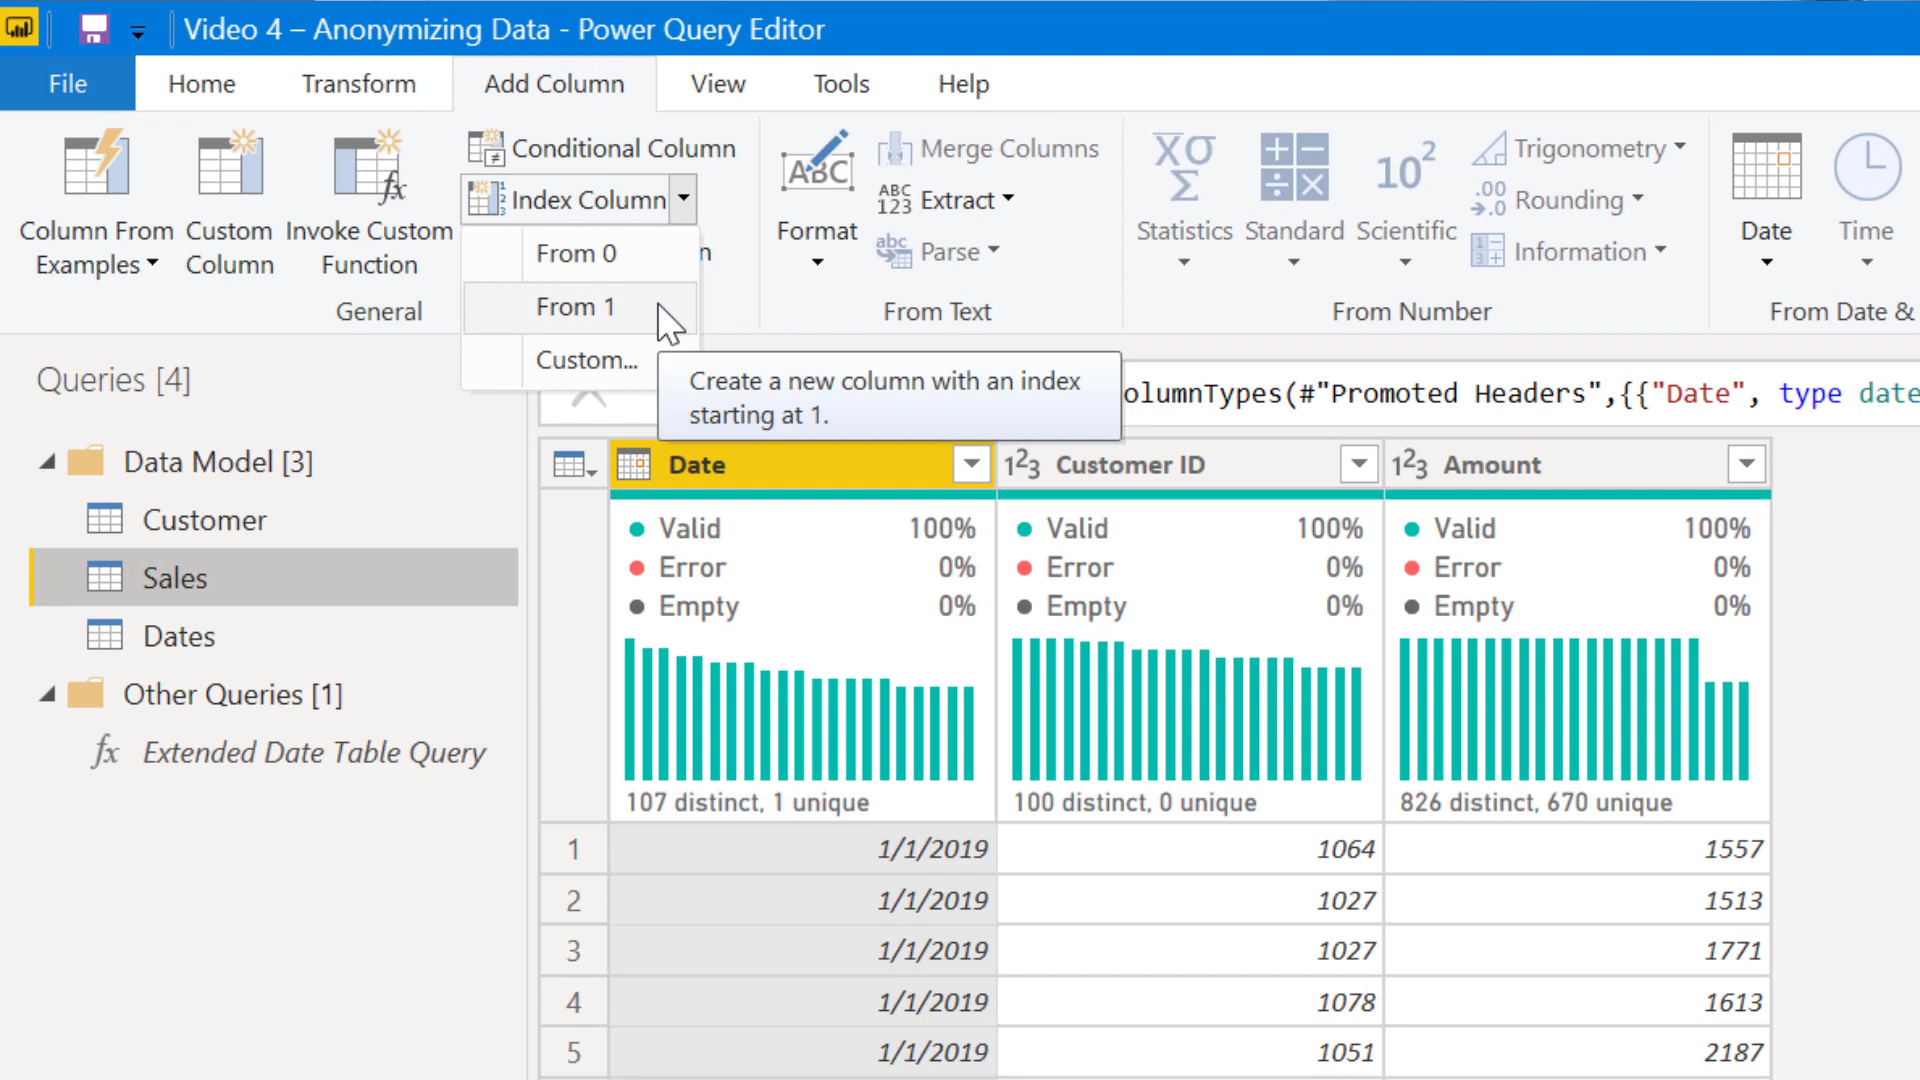 Video 4 – Anonymizing Data - Power Query Editor
File Home Transform Add Column View Tools Help
Column From Examples
Custom Column
Invoke Custom Function
General
Conditional Column
Index Column
From 0
From 1
Custom...
n
Create a new column with an index
starting at 1.
ABC
Format
Merge Columns
ABC
123
Extract
abc
Parse
From Text
XΟ
Σ
Statistics
Standard
10²
Scientific
Trigonometry
.00
.0
Rounding
Information
From Number
Date
Time
From Date &
olumnTypes(#"Promoted Headers",{{"Date", type date
Queries [4]
Data Model [3]
Customer
Sales
Dates
Other Queries [1]
fx Extended Date Table Query
Date 1²3 Customer ID 1²3 Amount
Valid 100% Valid 100% Valid 100%
Error 0% Error 0% Error 0%
Empty 0% Empty 0% Empty 0%
107 distinct, 1 unique 100 distinct, 0 unique 826 distinct, 670 unique
1 1/1/2019 1064 1557
2 1/1/2019 1027 1513
3 1/1/2019 1027 1771
4 1/1/2019 1078 1613
5 1/1/2019 1051 2187